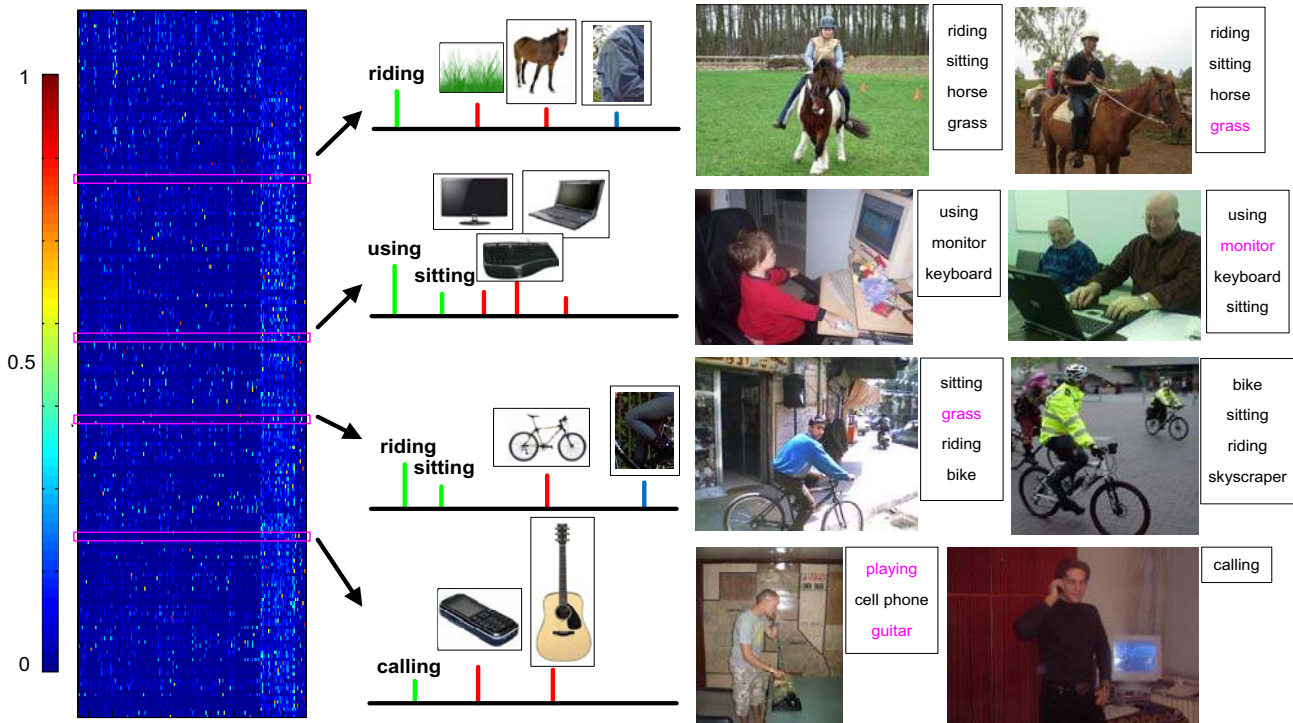 1
0.5
0
riding
using
sitting
riding
sitting
calling
riding
sitting
horse
grass
riding
sitting
horse
grass
using
monitor
keyboard
using
monitor
keyboard
sitting
sitting
grass
riding
bike
bike
sitting
riding
skyscraper
playing
cell phone
guitar
calling